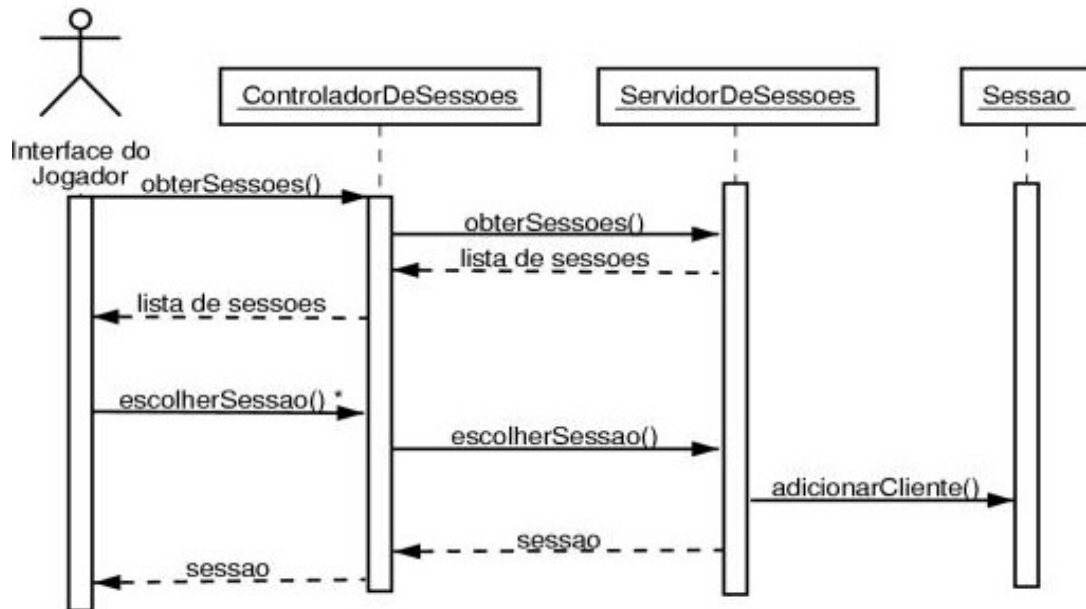 ControladorDeSessoes
ServidorDeSessoes
Sessao
Interface do
Jogador
obterSessoes()
obterSessoes()
lista de sessoes
lista de sessoes
escolherSessao() *
escolherSessao()
adicionarCliente()
sessao
sessao